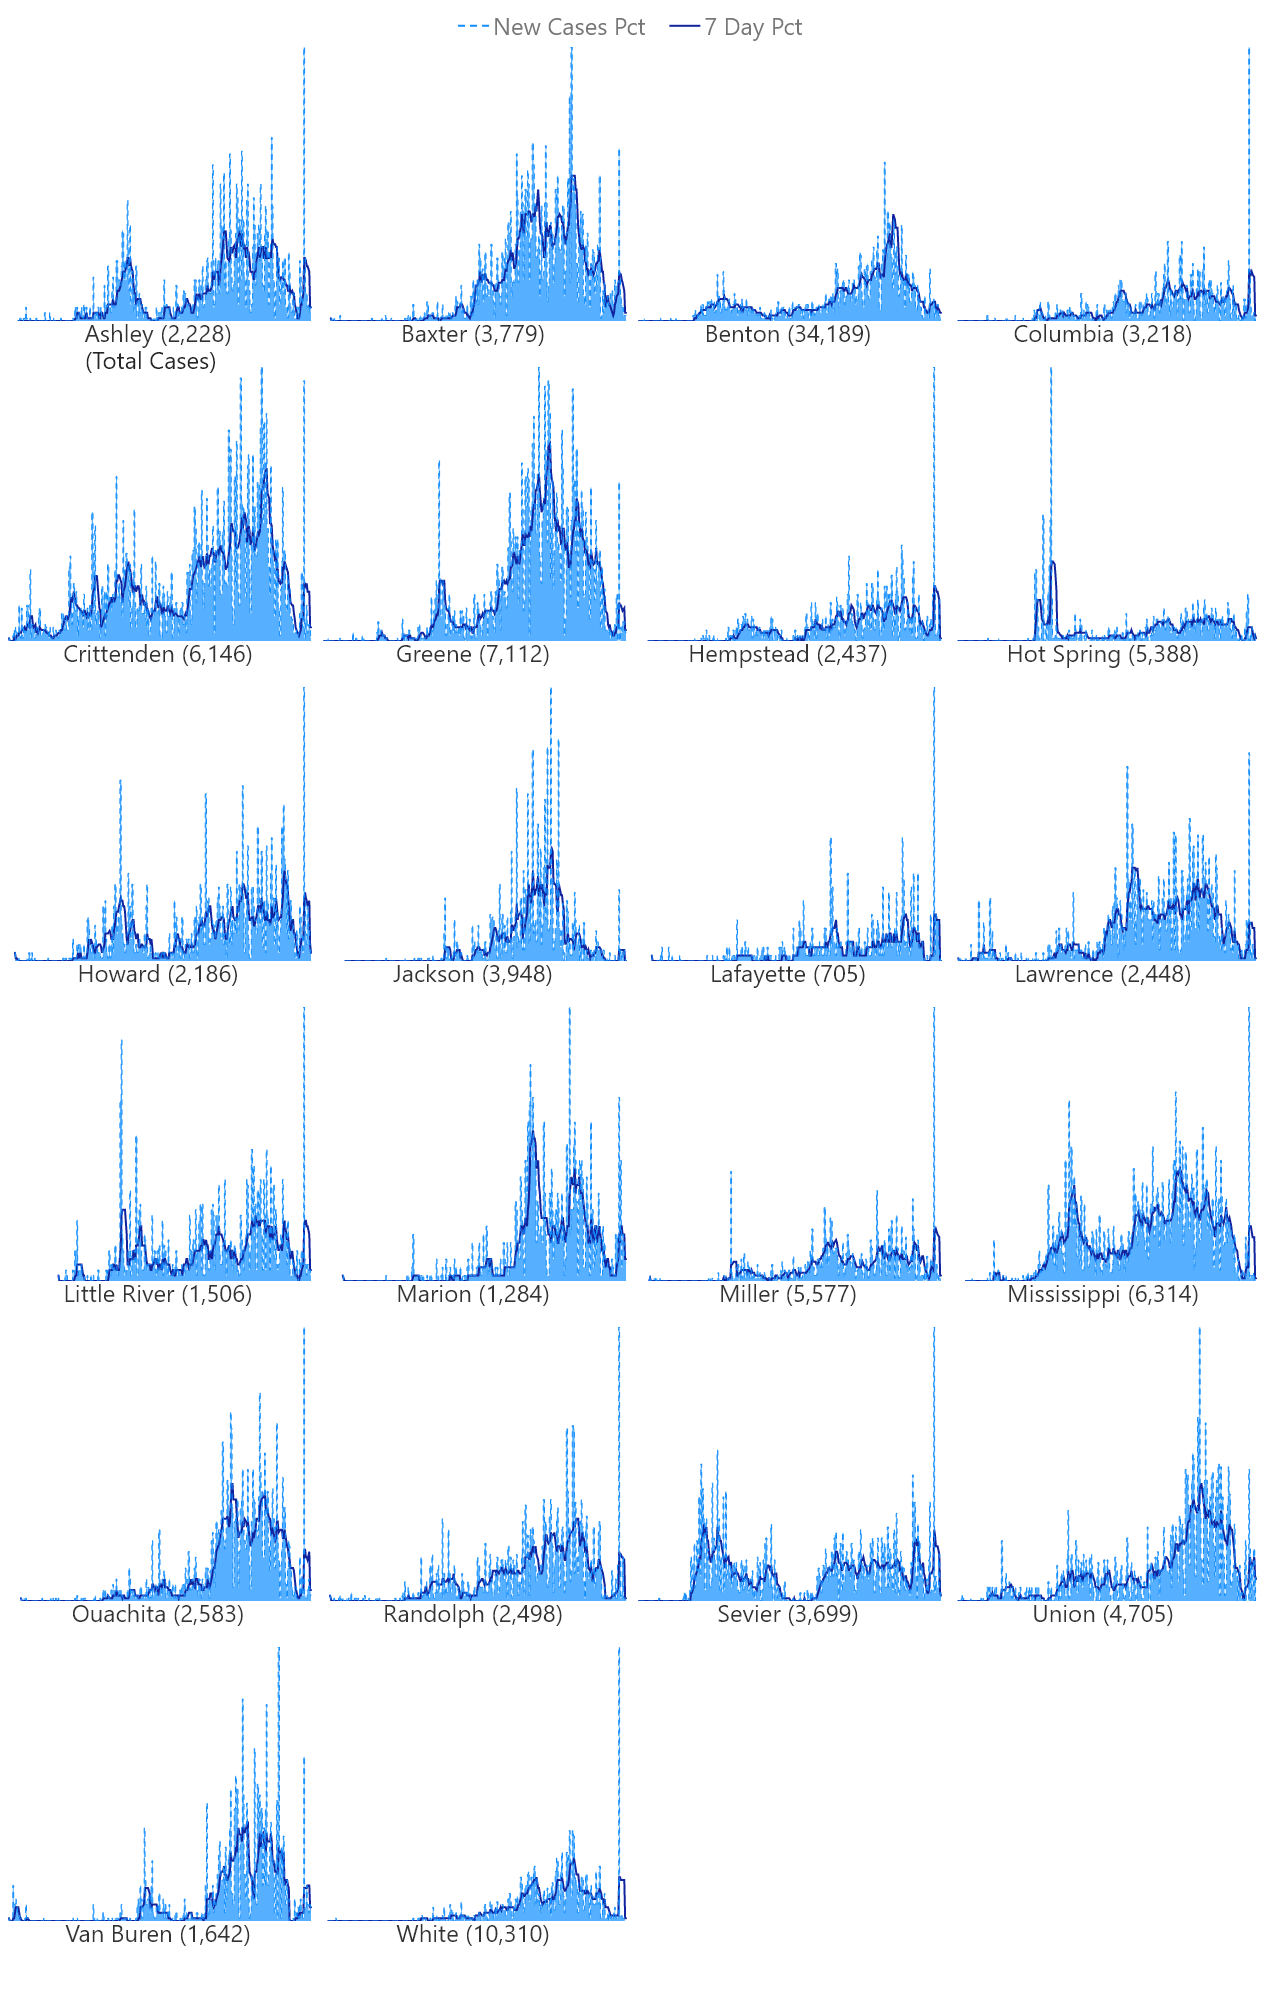 New Cases Pct 7 Day Pct
Ashley (2,228) Baxter (3,779) Benton (34,189) Columbia (3,218)
(Total Cases)
Crittenden (6,146) Greene (7,112) Hempstead (2,437) Hot Spring (5,388)
Howard (2,186) Jackson (3,948) Lafayette (705) Lawrence (2,448)
Little River (1,506) Marion (1,284) Miller (5,577) Mississippi (6,314)
Ouachita (2,583) Randolph (2,498) Sevier (3,699) Union (4,705)
Van Buren (1,642) White (10,310)